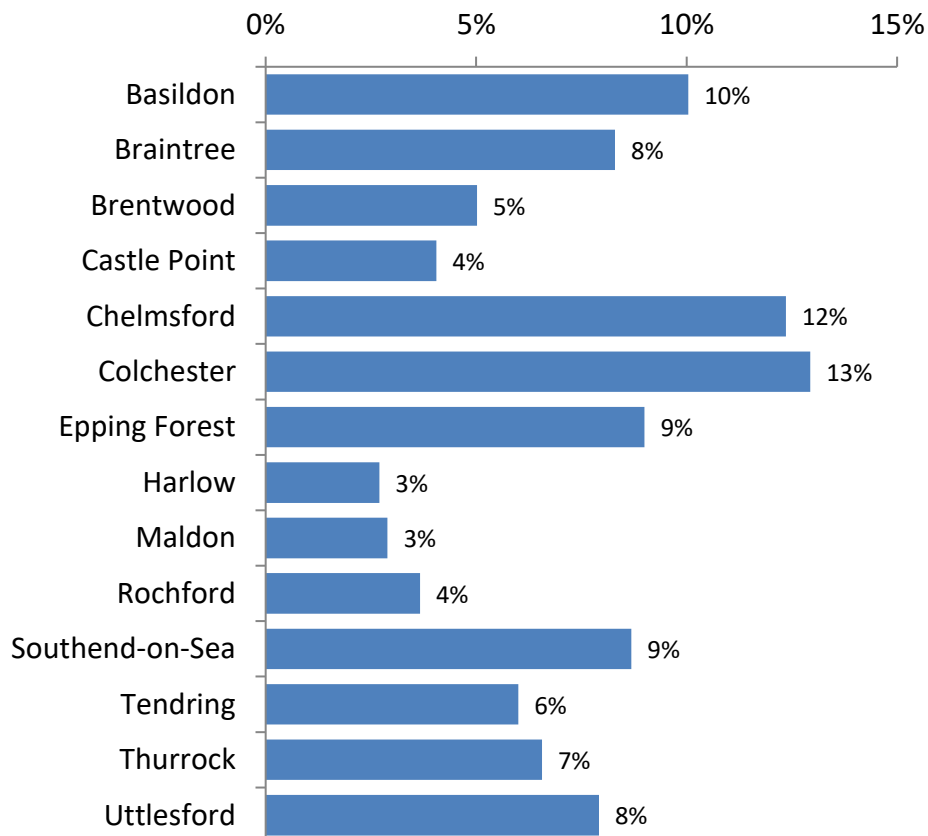 0% 5% 10% 15%
Basildon 10%
Braintree 8%
Brentwood 5%
Castle Point 4%
Chelmsford 12%
Colchester 13%
Epping Forest 9%
Harlow 3%
Maldon 3%
Rochford 4%
Southend-on-Sea 9%
Tendring 6%
Thurrock 7%
Uttlesford 8%